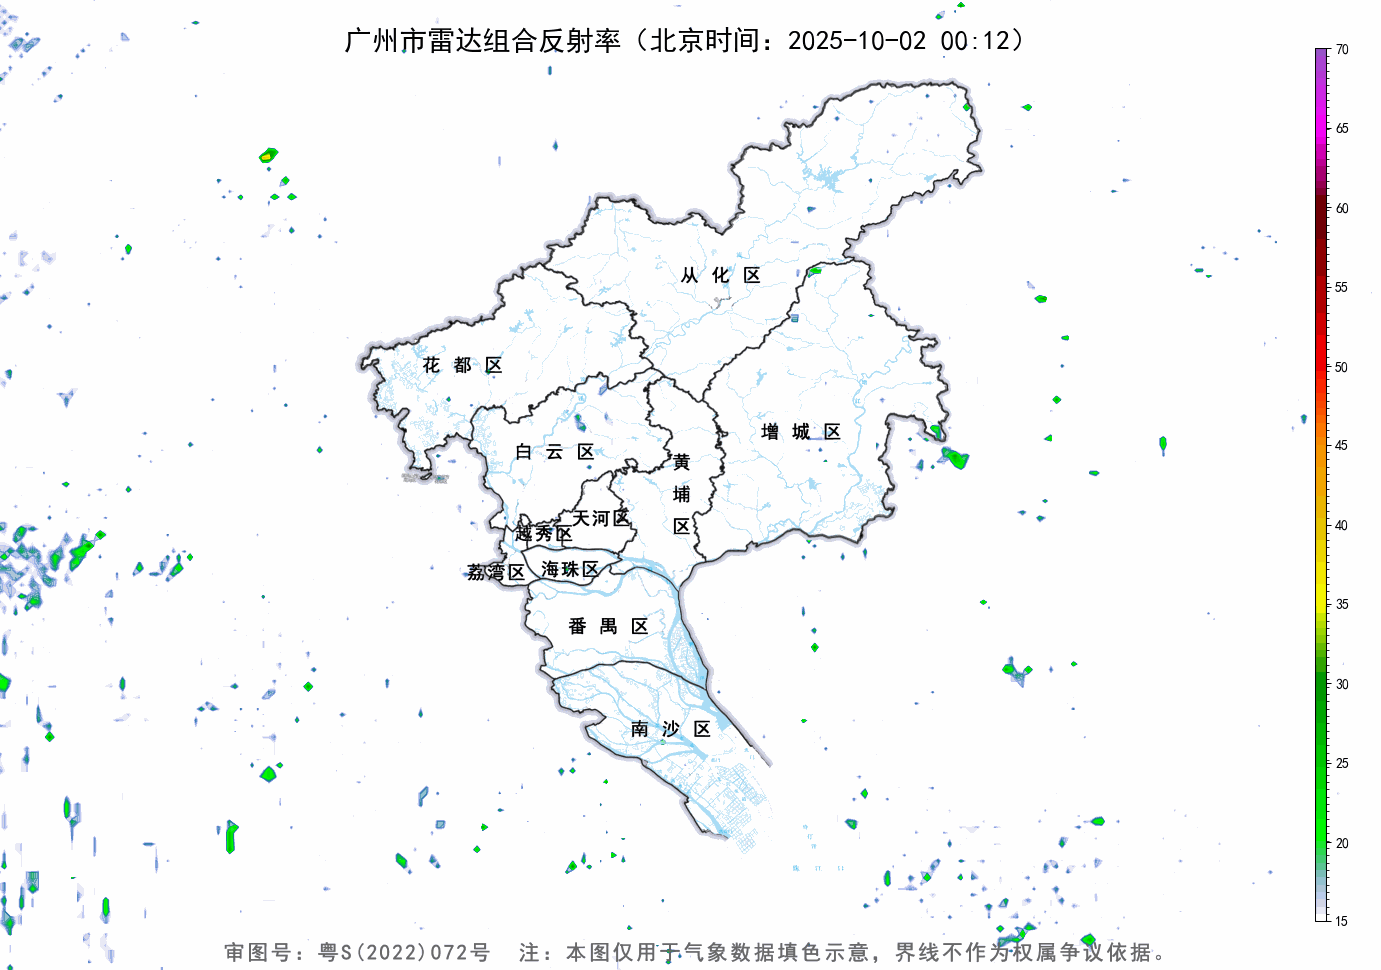 广州市雷达组合反射率（北京时间：2025-10-02 00:12）
70
65
60
55
50
45
40
35
30
25
20
15
从化区
花都区
增城区
白云区
黄埔区
天河区
越秀区
荔湾区
海珠区
番禺区
南沙区
审图号：粤S(2022)072号 注：本图仅用于气象数据填色示意，界线不作为权属争议依据。